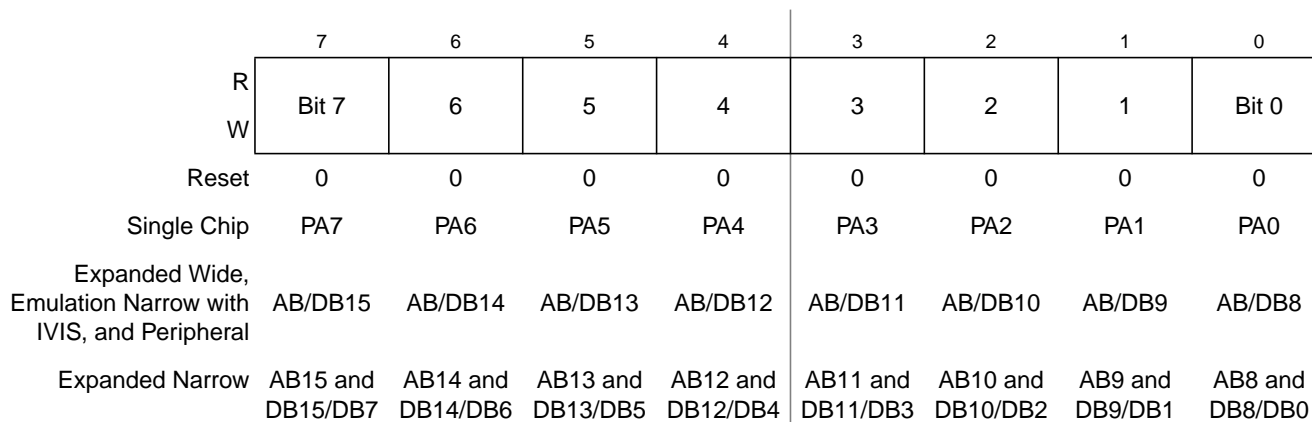 7 6 5 4 3 2 1 0
R
W
Bit 7 6 5 4 3 2 1 Bit 0
Reset 0 0 0 0 0 0 0 0
Single Chip PA7 PA6 PA5 PA4 PA3 PA2 PA1 PA0
Expanded Wide,
Emulation Narrow with
IVIS, and Peripheral
AB/DB15 AB/DB14 AB/DB13 AB/DB12 AB/DB11 AB/DB10 AB/DB9 AB/DB8
Expanded Narrow AB15 and AB14 and AB13 and AB12 and AB11 and AB10 and AB9 and AB8 and
DB15/DB7 DB14/DB6 DB13/DB5 DB12/DB4 DB11/DB3 DB10/DB2 DB9/DB1 DB8/DB0